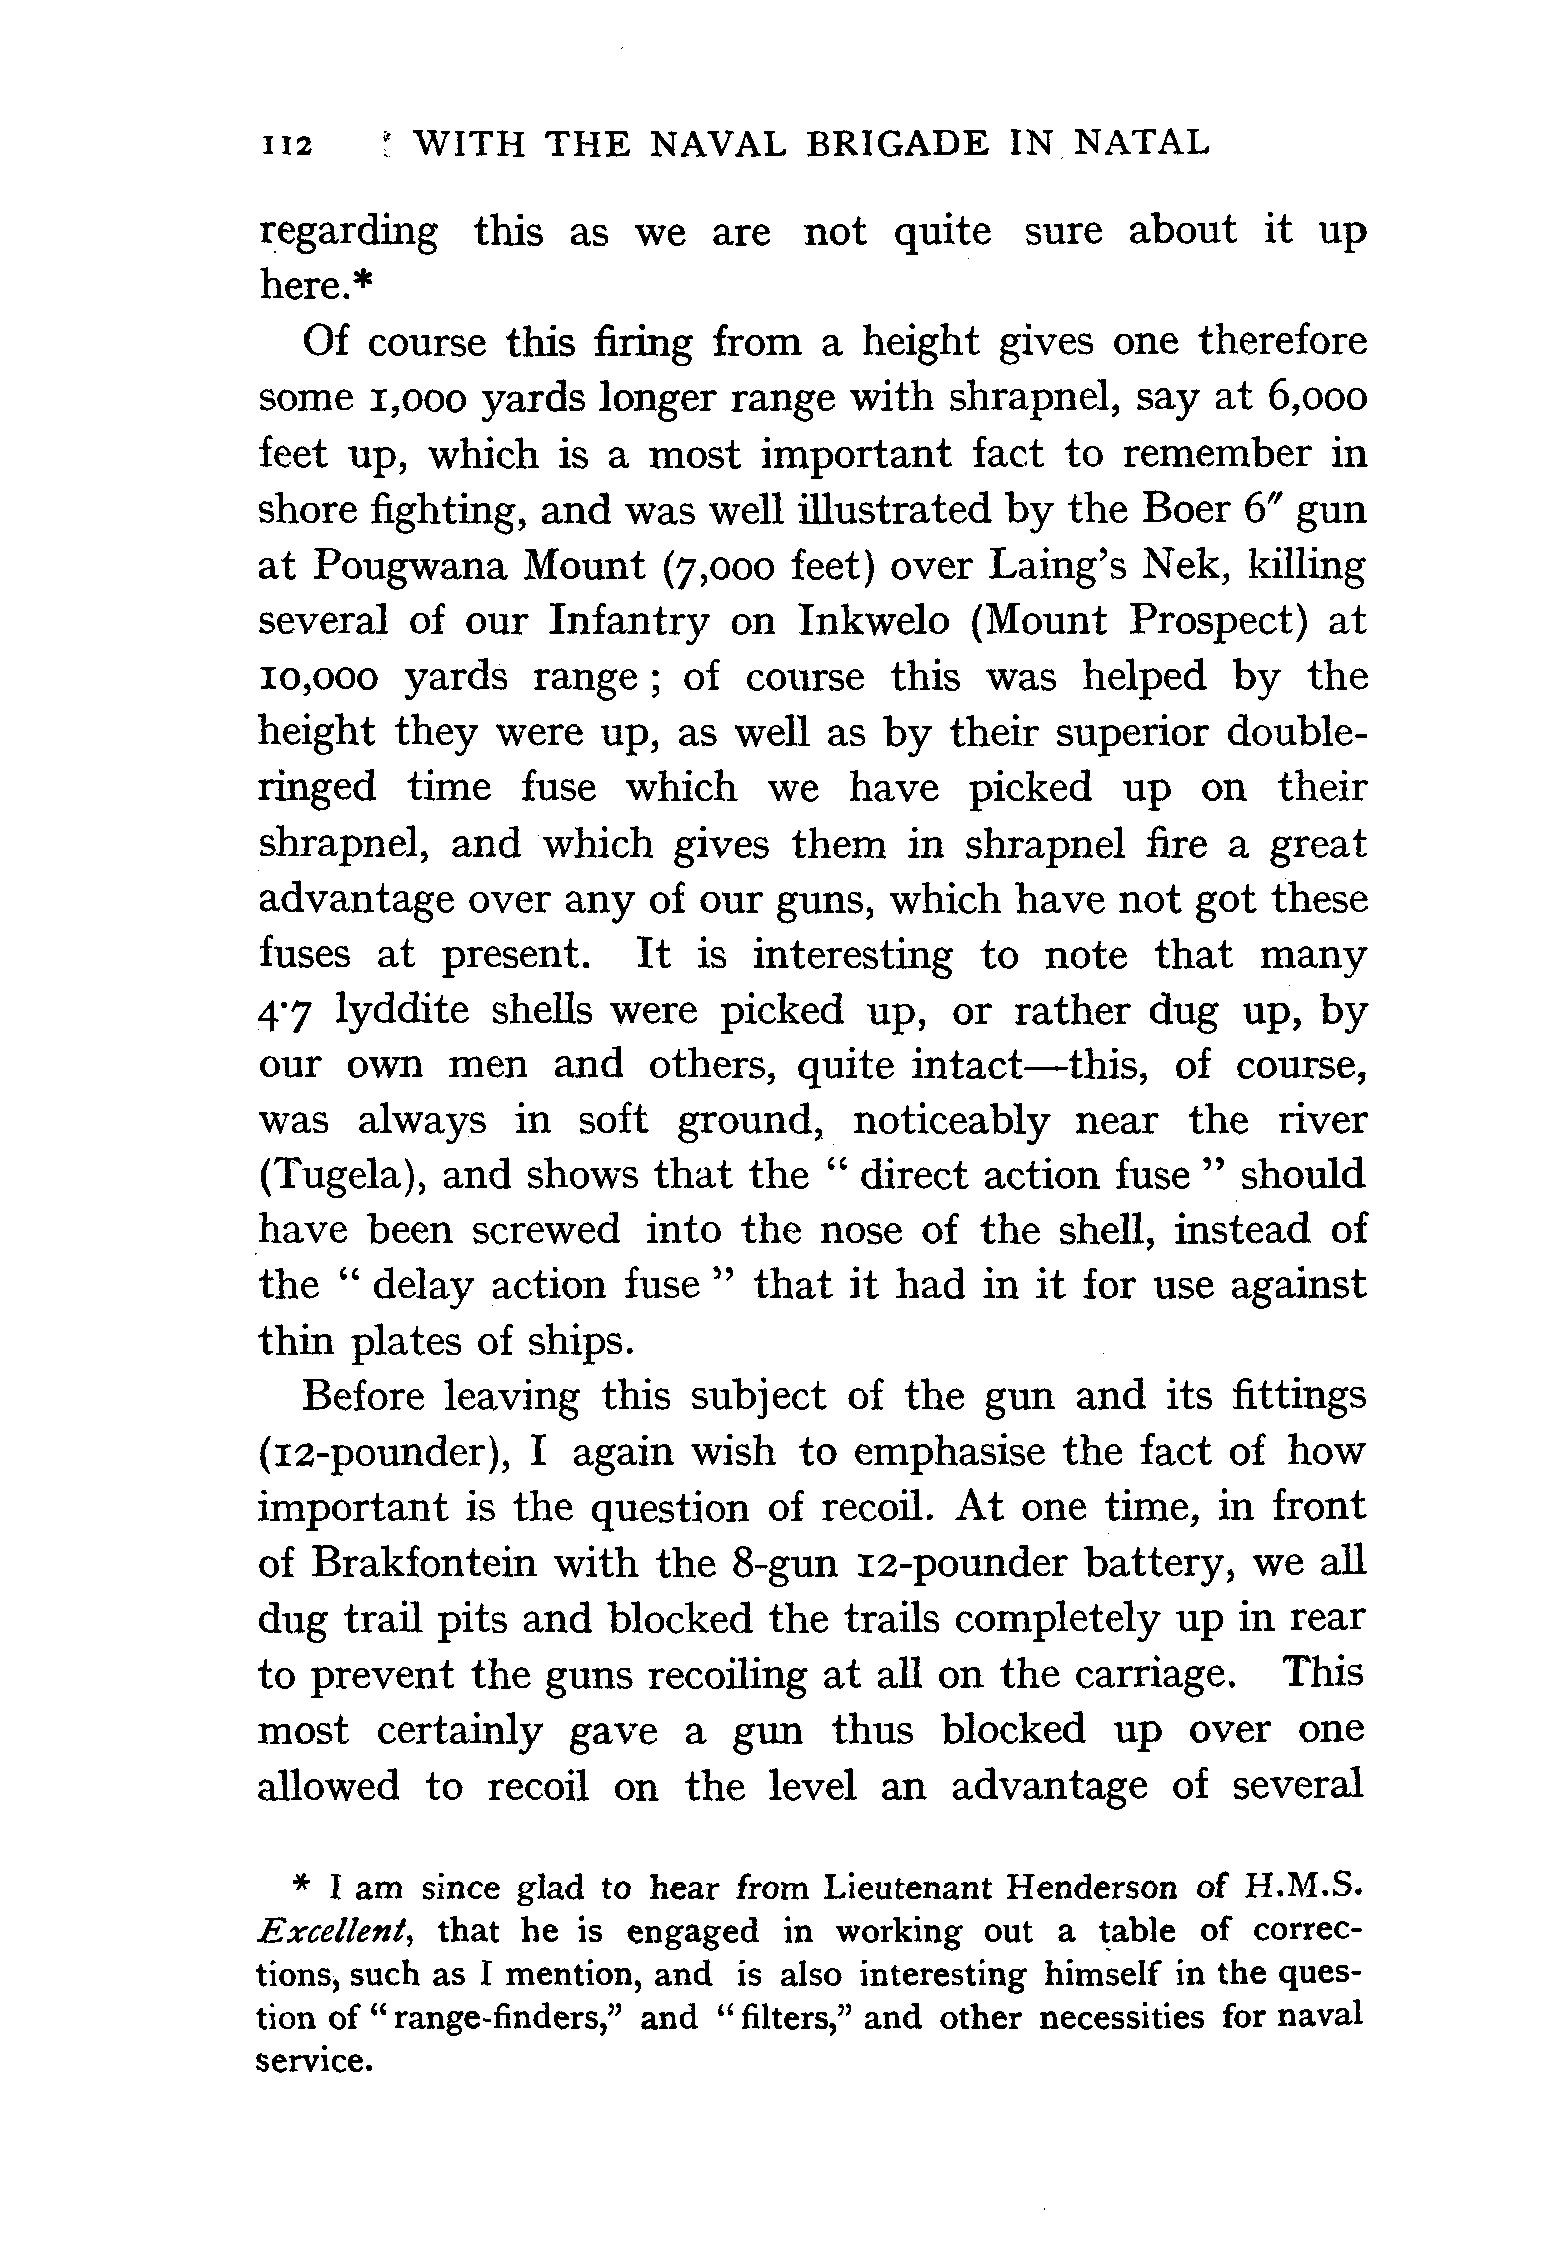 112 WITH THE NAVAL BRIGADE IN NATAL
regarding this as we are not quite sure about it up
here.*
Of course this firing from a height gives one therefore
some 1,000 yards longer range with shrapnel, say at 6,000
feet up, which is a most important fact to remember in
shore fighting, and was well illustrated by the Boer 6″ gun
at Pougwana Mount (7,000 feet) over Laing's Nek, killing
several of our Infantry on Inkwelo (Mount Prospect) at
10,000 yards range ; of course this was helped by the
height they were up, as well as by their superior double-
ringed time fuse which we have picked up on their
shrapnel, and which gives them in shrapnel fire a great
advantage over any of our guns, which have not got these
fuses at present. It is interesting to note that many
4·7 lyddite shells were picked up, or rather dug up, by
our own men and others, quite intact—this, of course,
was always in soft ground, noticeably near the river
(Tugela), and shows that the “ direct action fuse ” should
have been screwed into the nose of the shell, instead of
the “ delay action fuse ” that it had in it for use against
thin plates of ships.
Before leaving this subject of the gun and its fittings
(12-pounder), I again wish to emphasise the fact of how
important is the question of recoil. At one time, in front
of Brakfontein with the 8-gun 12-pounder battery, we all
dug trail pits and blocked the trails completely up in rear
to prevent the guns recoiling at all on the carriage. This
most certainly gave a gun thus blocked up over one
allowed to recoil on the level an advantage of several
* I am since glad to hear from Lieutenant Henderson of H.M.S.
Excellent, that he is engaged in working out a table of correc-
tions, such as I mention, and is also interesting himself in the ques-
tion of “range-finders,” and “filters,” and other necessities for naval
service.